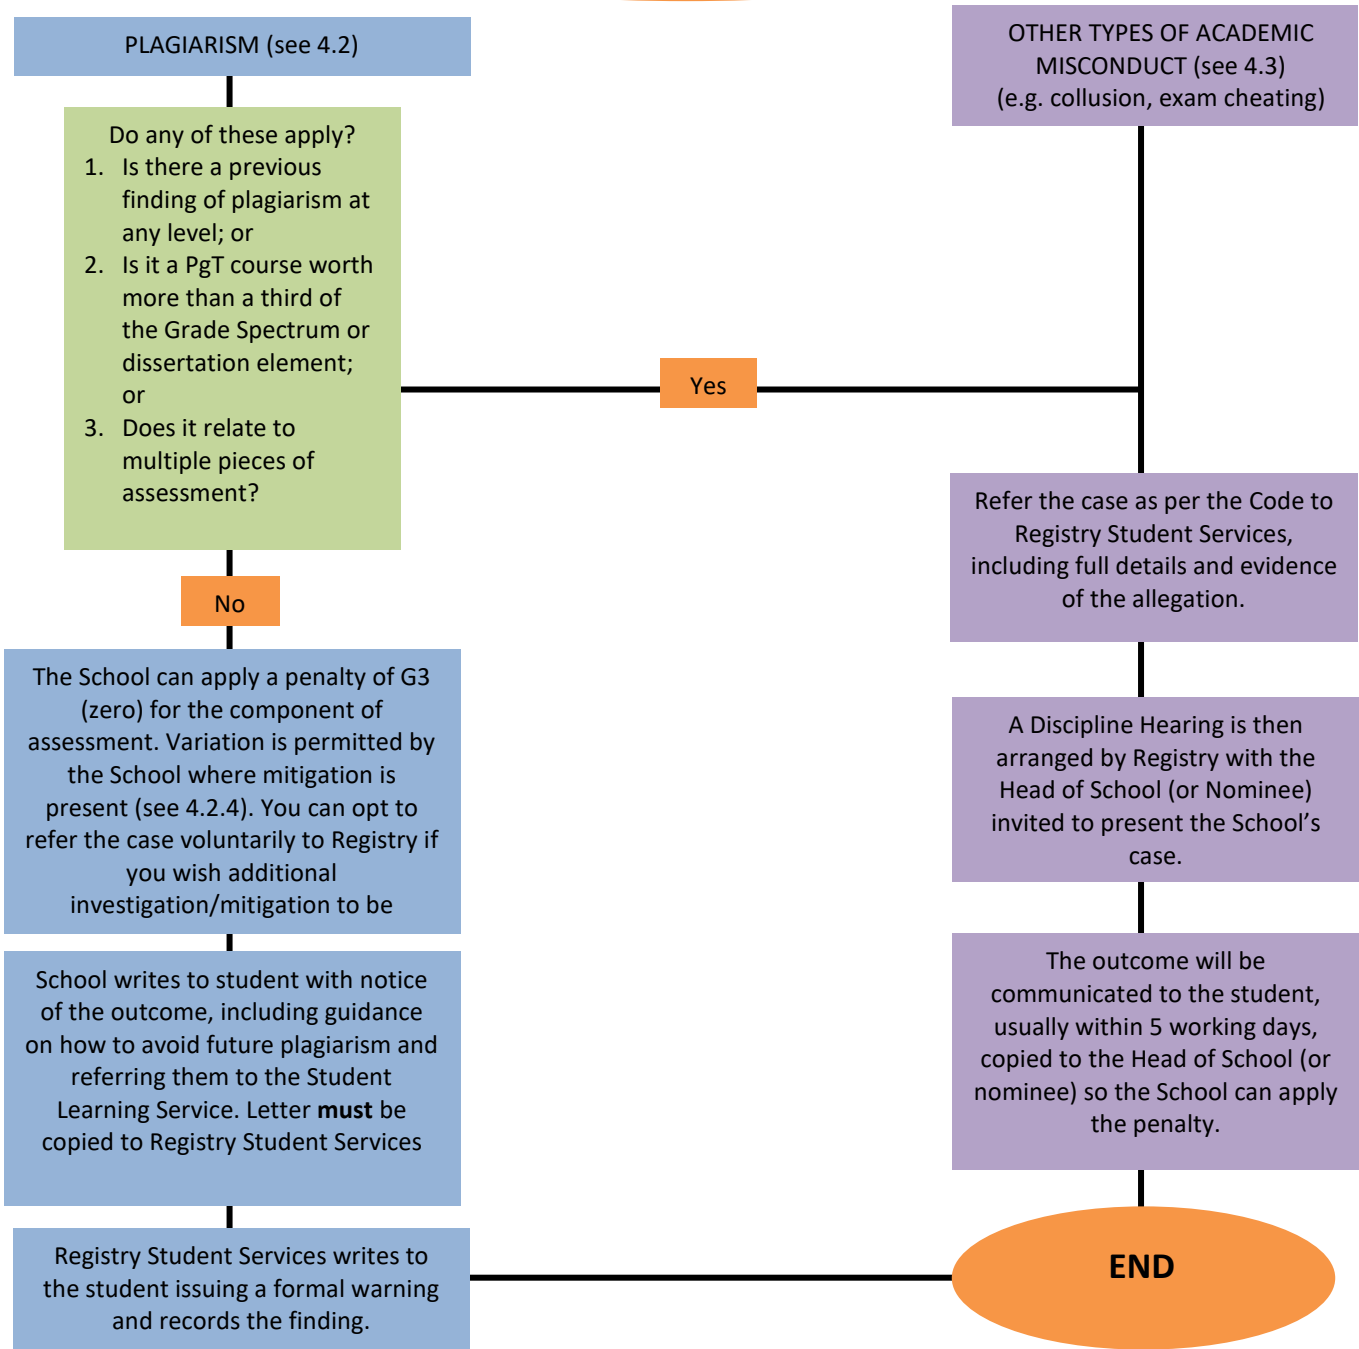 PLAGIARISM (see 4.2)
Do any of these apply?
1. Is there a previous
finding of plagiarism at
any level; or
2. Is it a PgT course worth
more than a third of
the Grade Spectrum or
dissertation element;
or
3. Does it relate to
multiple pieces of
assessment?
No
The School can apply a penalty of G3
(zero) for the component of
assessment. Variation is permitted by
the School where mitigation is
present (see 4.2.4). You can opt to
refer the case voluntarily to Registry if
you wish additional
investigation/mitigation to be
School writes to student with notice
of the outcome, including guidance
on how to avoid future plagiarism and
referring them to the Student
Learning Service. Letter must be
copied to Registry Student Services
Registry Student Services writes to
the student issuing a formal warning
and records the finding.
Yes
OTHER TYPES OF ACADEMIC
MISCONDUCT (see 4.3)
(e.g. collusion, exam cheating)
Refer the case as per the Code to
Registry Student Services,
including full details and evidence
of the allegation.
A Discipline Hearing is then
arranged by Registry with the
Head of School (or Nominee)
invited to present the School’s
case.
The outcome will be
communicated to the student,
usually within 5 working days,
copied to the Head of School (or
nominee) so the School can apply
the penalty.
END